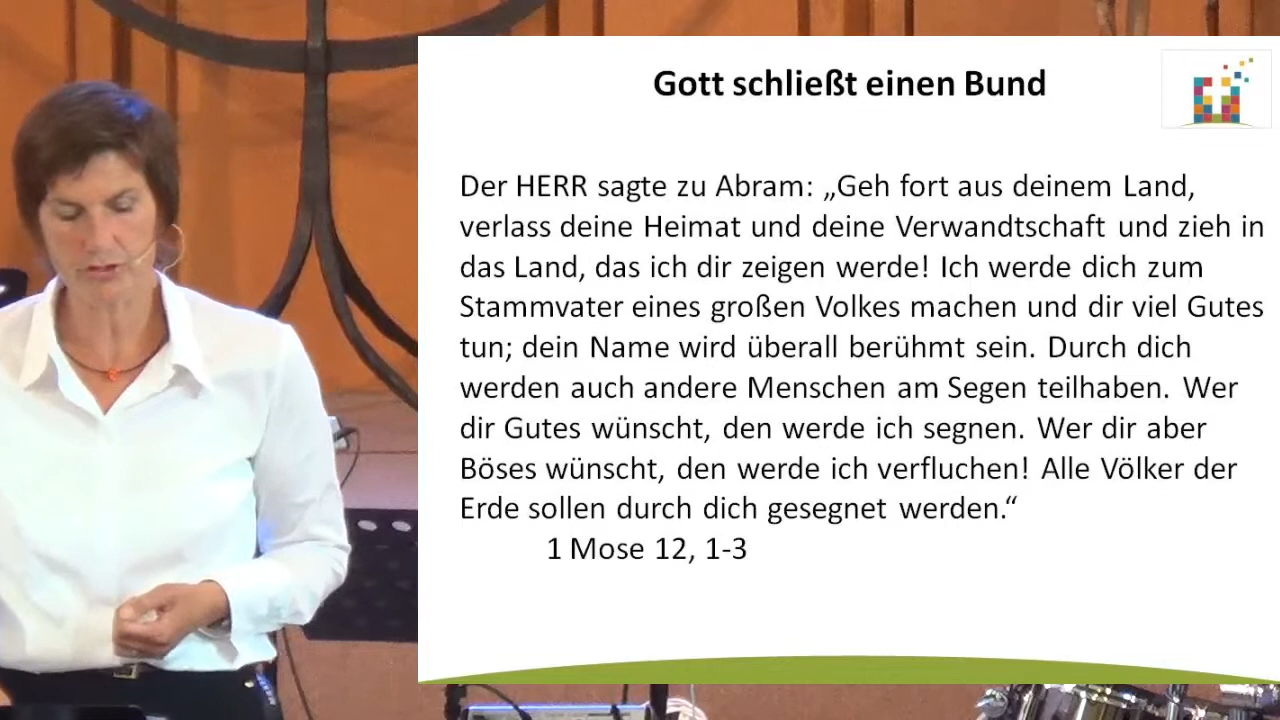 Gott schließt einen Bund
Der HERR sagte zu Abram: „Geh fort aus deinem Land,
verlass deine Heimat und deine Verwandtschaft und zieh in
das Land, das ich dir zeigen werde! Ich werde dich zum
Stammvater eines großen Volkes machen und dir viel Gutes
tun; dein Name wird überall berühmt sein. Durch dich
werden auch andere Menschen am Segen teilhaben. Wer
dir Gutes wünscht, den werde ich segnen. Wer dir aber
Böses wünscht, den werde ich verfluchen! Alle Völker der
Erde sollen durch dich gesegnet werden.“
1 Mose 12, 1-3